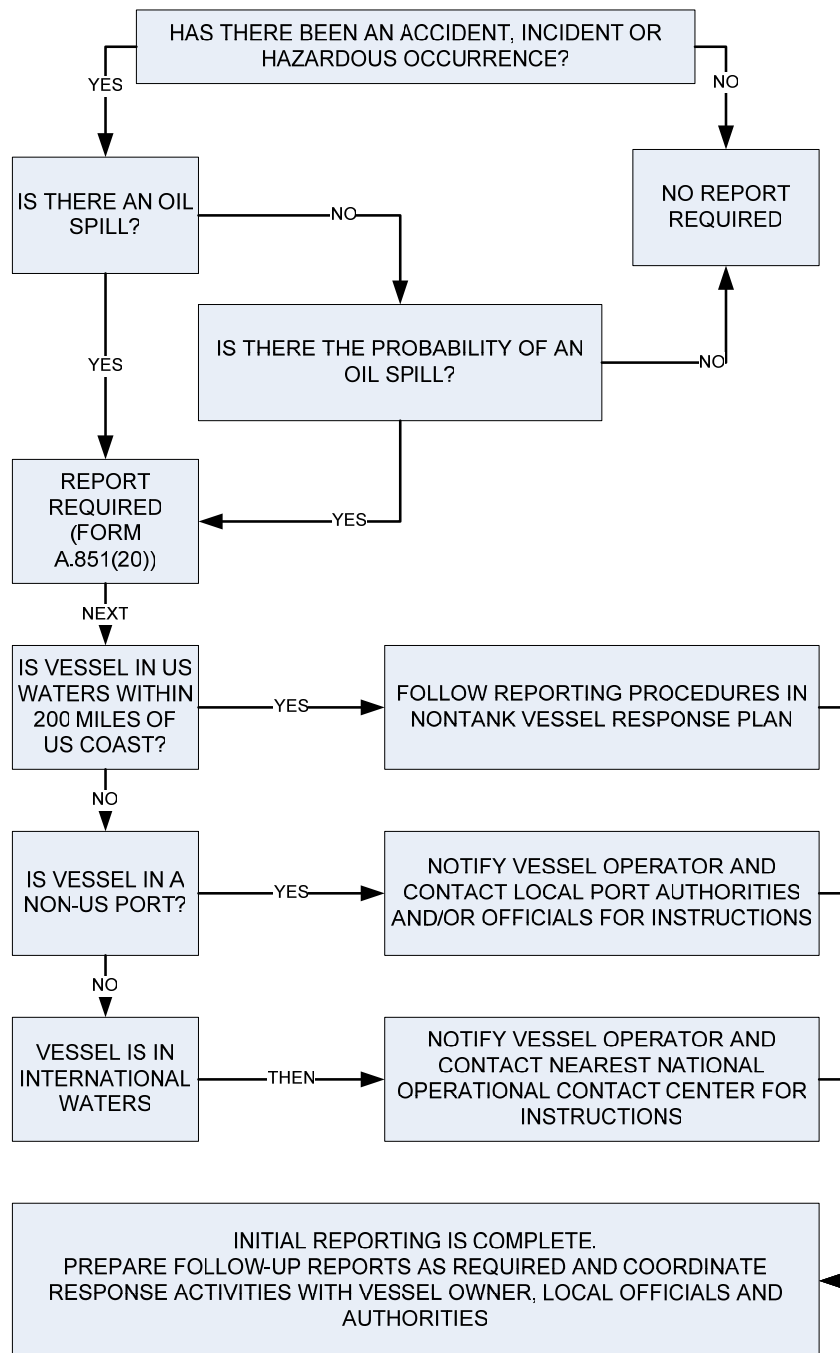 HAS THERE BEEN AN ACCIDENT, INCIDENT OR
HAZARDOUS OCCURRENCE?
YES
NO
IS THERE AN OIL
SPILL?
NO
NO REPORT
REQUIRED
IS THERE THE PROBABILITY OF AN
OIL SPILL?
YES
NO
REPORT
REQUIRED
(FORM
A.851(20))
YES
NEXT
IS VESSEL IN US
WATERS WITHIN
200 MILES OF
US COAST?
YES
FOLLOW REPORTING PROCEDURES IN
NONTANK VESSEL RESPONSE PLAN
NO
IS VESSEL IN A
NON-US PORT?
YES
NOTIFY VESSEL OPERATOR AND
CONTACT LOCAL PORT AUTHORITIES
AND/OR OFFICIALS FOR INSTRUCTIONS
NO
VESSEL IS IN
INTERNATIONAL
WATERS
THEN
NOTIFY VESSEL OPERATOR AND
CONTACT NEAREST NATIONAL
OPERATIONAL CONTACT CENTER FOR
INSTRUCTIONS
INITIAL REPORTING IS COMPLETE.
PREPARE FOLLOW-UP REPORTS AS REQUIRED AND COORDINATE
RESPONSE ACTIVITIES WITH VESSEL OWNER, LOCAL OFFICIALS AND
AUTHORITIES